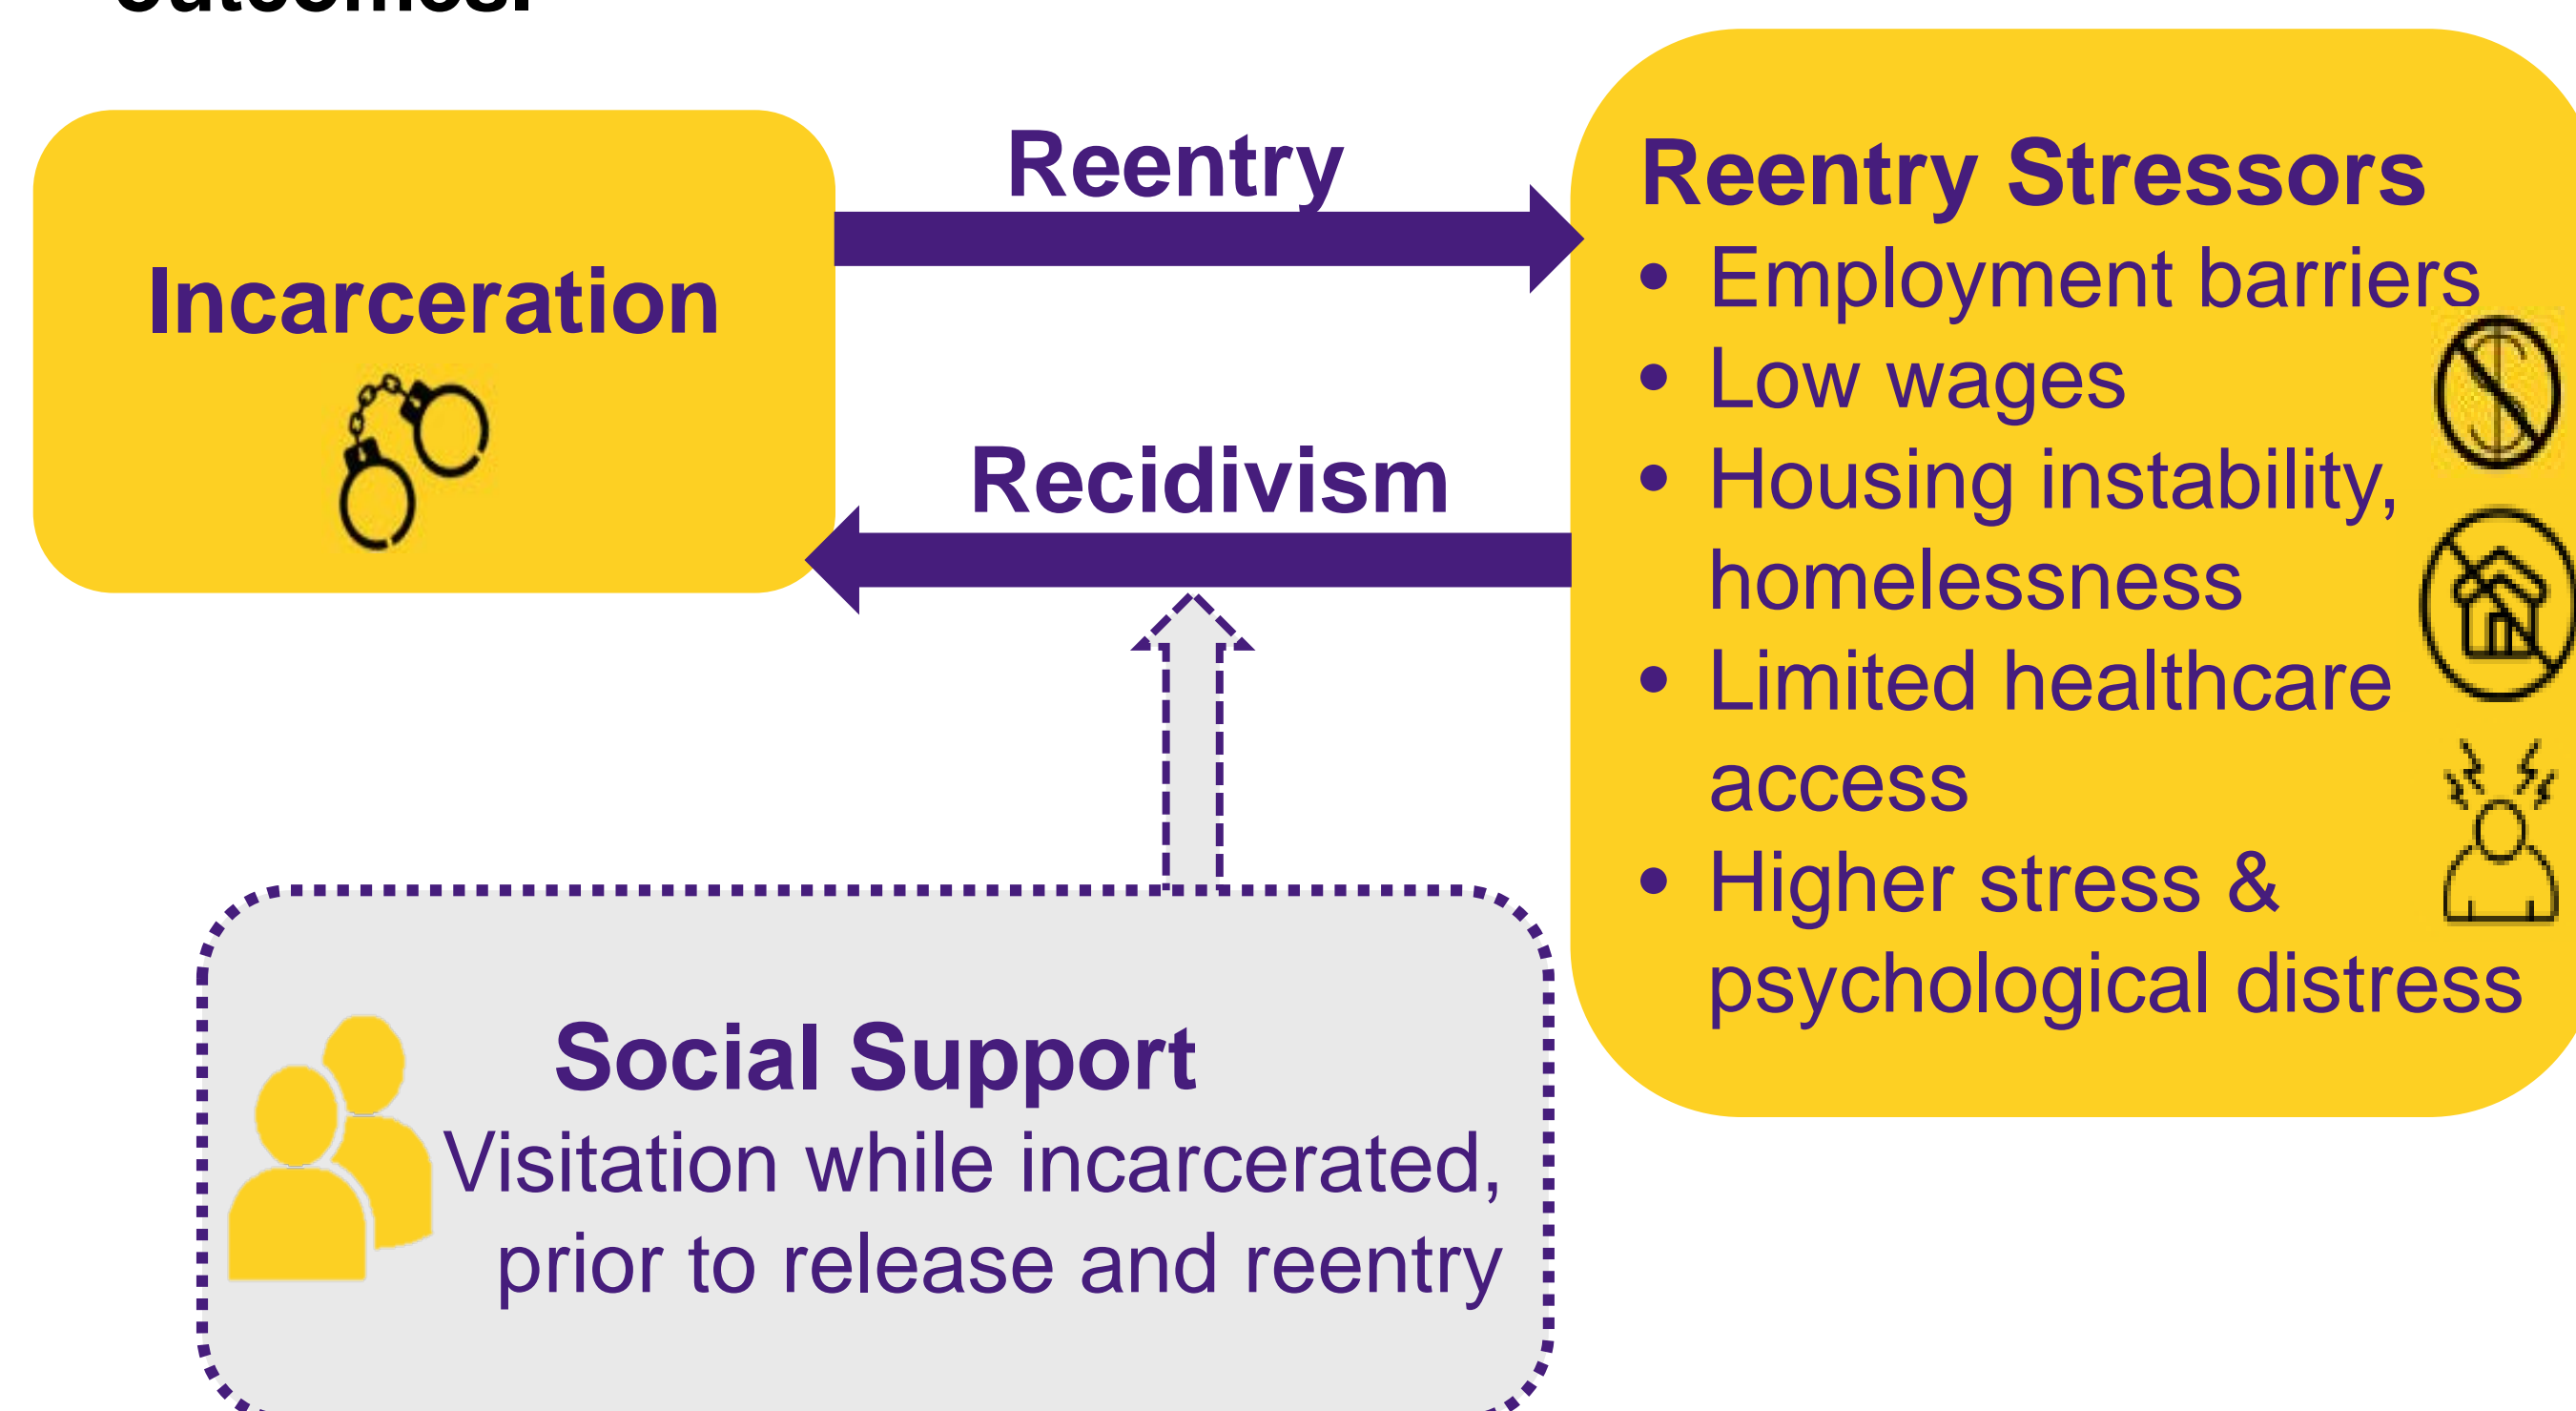 outcomes.
Incarceration
Reentry
Recidivism
Reentry Stressors
• Employment barriers
• Low wages
• Housing instability,
homelessness
• Limited healthcare
access
• Higher stress &
psychological distress
Social Support
Visitation while incarcerated,
prior to release and reentry